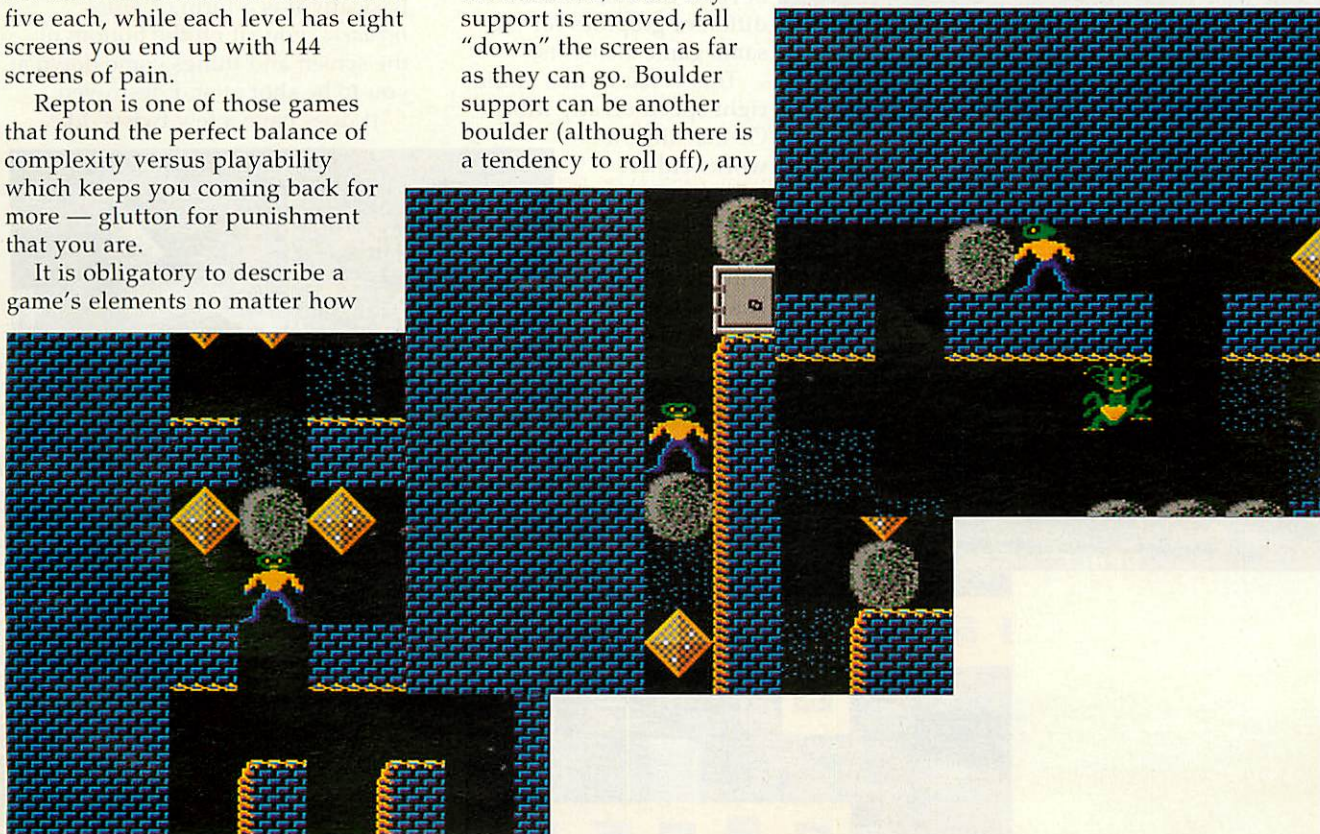 five each, while each level has eight
screens you end up with 144
screens of pain.
Repton is one of those games
that found the perfect balance of
complexity versus playability
which keeps you coming back for
more — glutton for punishment
that you are.
It is obligatory to describe a
game's elements no matter how
support is removed, fall
“down” the screen as far
as they can go. Boulder
support can be another
boulder (although there is
a tendency to roll off), any